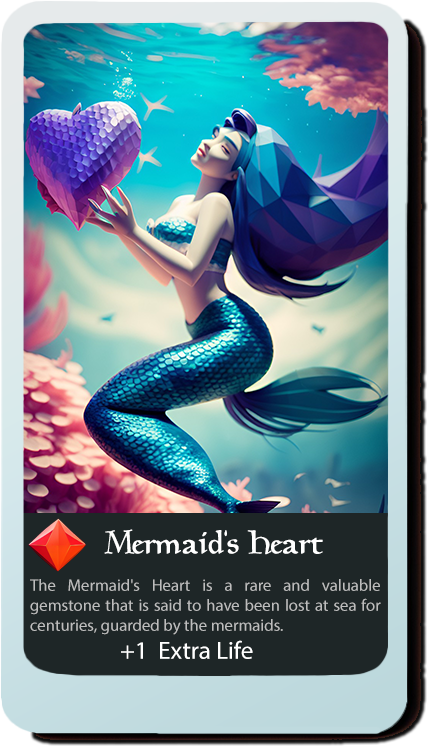 Mermaid's heart
The Mermaid's Heart is a rare and valuable
gemstone that is said to have been lost at sea for
centuries, guarded by the mermaids.
+1 Extra Life